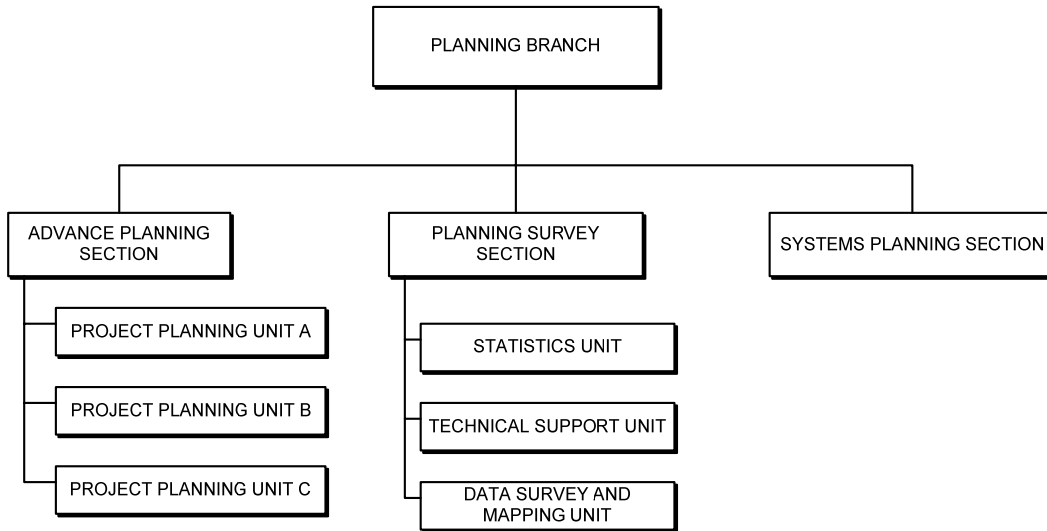 PLANNING BRANCH
ADVANCE PLANNING
SECTION
PROJECT PLANNING UNIT A
PROJECT PLANNING UNIT B
PROJECT PLANNING UNIT C
PLANNING SURVEY
SECTION
STATISTICS UNIT
TECHNICAL SUPPORT UNIT
DATA SURVEY AND
MAPPING UNIT
SYSTEMS PLANNING SECTION